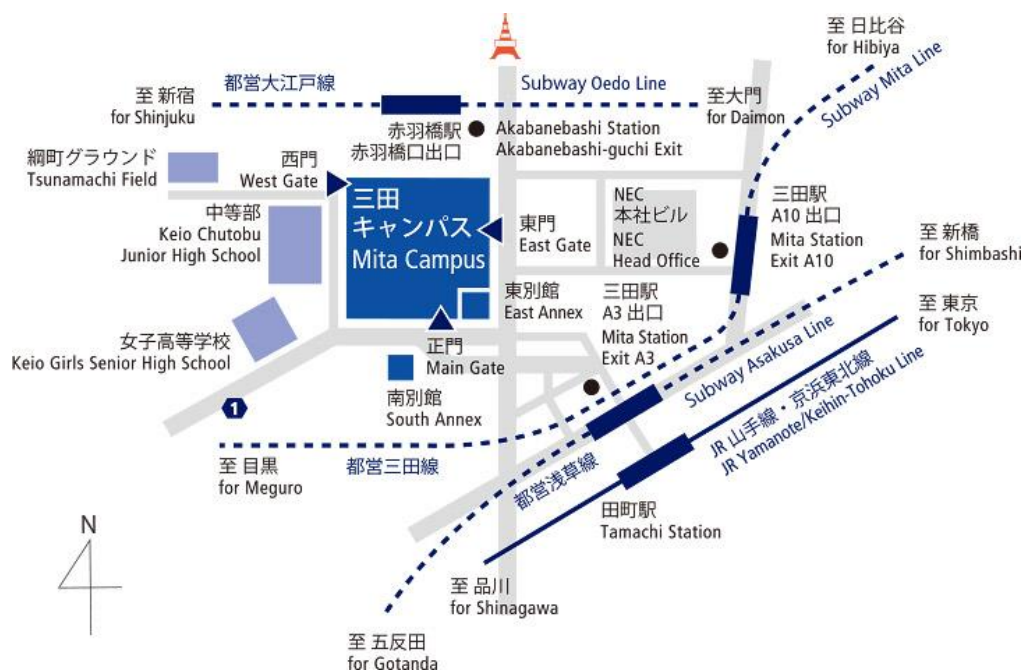 至 日比谷
for Hibiya
都営大江戸線
Subway Oedo Line
Subway Mita Line
至 新宿
for Shinjuku
至大門
for Daimon
赤羽橋駅
赤羽橋口出口
Akabanebashi Station
Akabanebashi-guchi Exit
綱町グラウンド
Tsunamachi Field
西門
West Gate
三田
キャンパス
Mita Campus
中等部
Keio Chutobu
Junior High School
東門
East Gate
NEC
本社ビル
NEC
Head Office
三田駅
A10 出口
Mita Station
Exit A10
至 新橋
for Shimbashi
東別館
East Annex
三田駅
A3 出口
Mita Station
Exit A3
至 東京
for Tokyo
女子高等学校
Keio Girls Senior High School
正門
Main Gate
南別館
South Annex
Subway Asakusa Line
JR 山手線・京浜東北線
JR Yamanote/Keihin-Tohoku Line
1
至 目黒
for Meguro
都営三田線
都営浅草線
田町駅
Tamachi Station
N
至 品川
for Shinagawa
至 五反田
for Gotanda